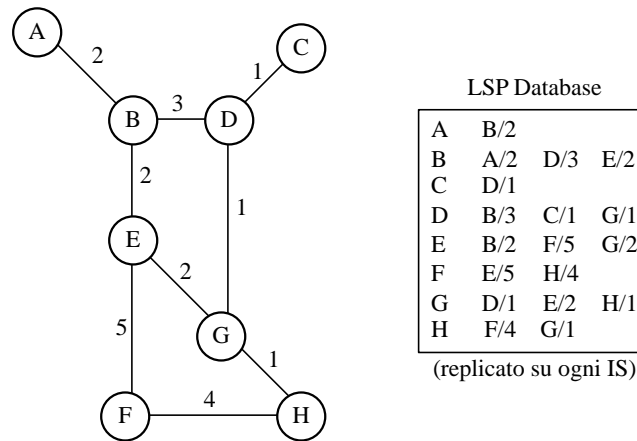 A
C
2
1
B
3
D
2
1
E
2
5
G
1
4
F
H
LSP Database
A B/2
B A/2 D/3 E/2
C D/1
D B/3 C/1 G/1
E B/2 F/5 G/2
F E/5 H/4
G D/1 E/2 H/1
H F/4 G/1
(replicato su ogni IS)